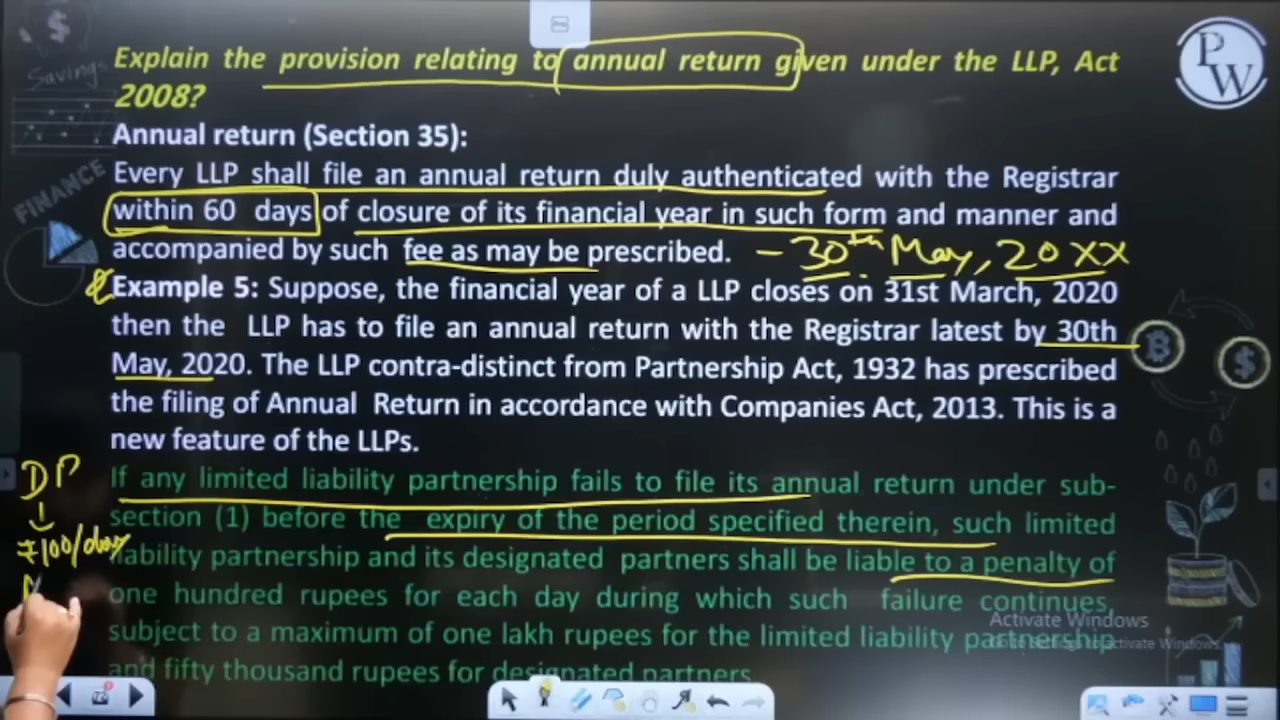 Savings
Explain the provision relating to annual return given under the LLP, Act
2008?
P
W
Annual return (Section 35):
Every LLP shall file an annual return duly authenticated with the Registrar
FINANCE
within 60 days of closure of its financial year in such form and manner and
accompanied by such fee as may be prescribed. – 30th May, 20XX
Example 5: Suppose, the financial year of a LLP closes on 31st March, 2020
then the LLP has to file an annual return with the Registrar latest by 30th
May, 2020. The LLP contra-distinct from Partnership Act, 1932 has prescribed
the filing of Annual Return in accordance with Companies Act, 2013. This is a
new feature of the LLPs.
DP
If any limited liability partnership fails to file its annual return under sub-
section (1) before the expiry of the period specified therein, such limited
₹100/day
liability partnership and its designated partners shall be liable to a penalty of
one hundred rupees for each day during which such failure continues,
Activate Windows
subject to a maximum of one lakh rupees for the limited liability partnership
Go to Settings to activate Windows.
and fifty thousand rupees for designated partners